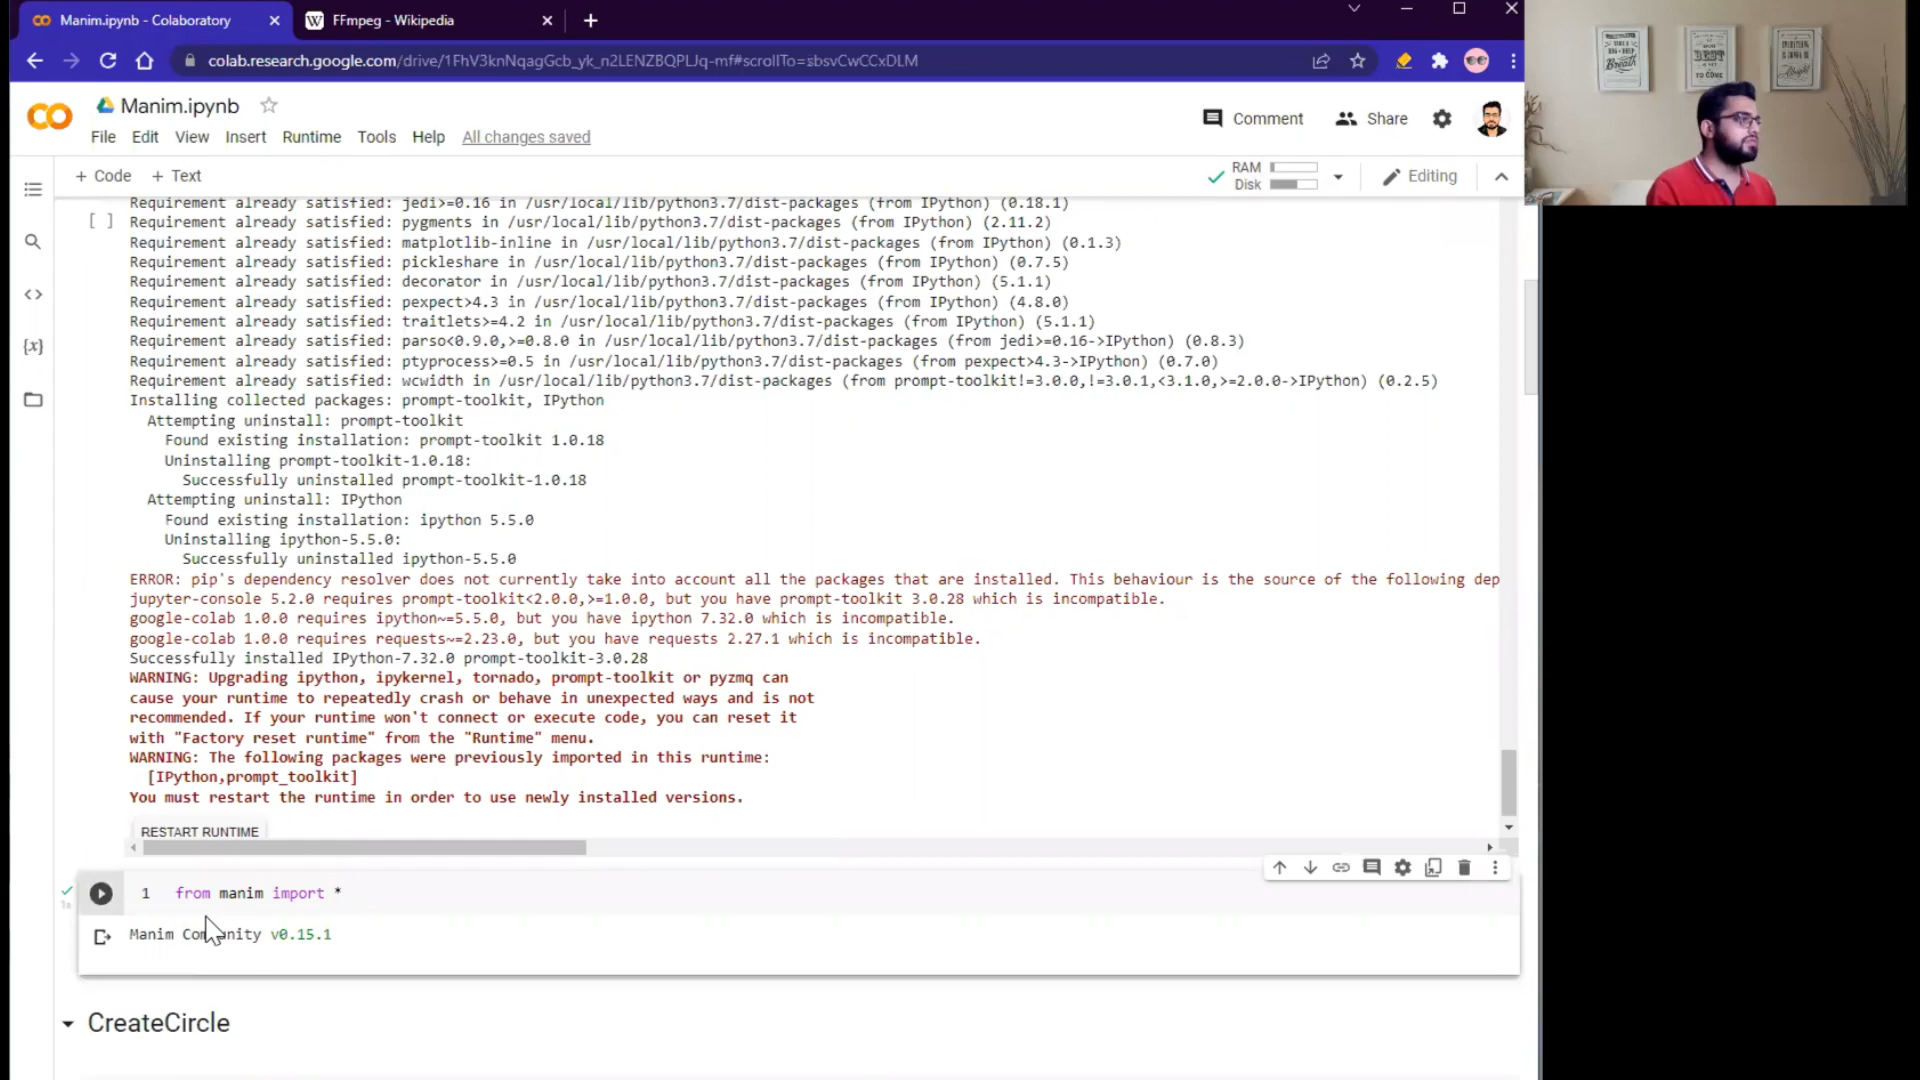 Manim.ipynb - Colaboratory
FFmpeg - Wikipedia
colab.research.google.com/drive/1FhV3knNqagGcb_yk_n2LENZBQPLJq-mf#scrollTo=sbsvCwCCxDLM
Manim.ipynb
Comment
Share
File Edit View Insert Runtime Tools Help All changes saved
+ Code + Text
RAM
Disk
Editing
Requirement already satisfied: jedi>=0.16 in /usr/local/lib/python3.7/dist-packages (from IPython) (0.18.1)
[ ] Requirement already satisfied: pygments in /usr/local/lib/python3.7/dist-packages (from IPython) (2.11.2)
Requirement already satisfied: matplotlib-inline in /usr/local/lib/python3.7/dist-packages (from IPython) (0.1.3)
Requirement already satisfied: pickleshare in /usr/local/lib/python3.7/dist-packages (from IPython) (0.7.5)
Requirement already satisfied: decorator in /usr/local/lib/python3.7/dist-packages (from IPython) (5.1.1)
Requirement already satisfied: pexpect>4.3 in /usr/local/lib/python3.7/dist-packages (from IPython) (4.8.0)
Requirement already satisfied: traitlets>=4.2 in /usr/local/lib/python3.7/dist-packages (from IPython) (5.1.1)
Requirement already satisfied: parso<0.9.0,>=0.8.0 in /usr/local/lib/python3.7/dist-packages (from jedi>=0.16->IPython) (0.8.3)
Requirement already satisfied: ptyprocess>=0.5 in /usr/local/lib/python3.7/dist-packages (from pexpect>4.3->IPython) (0.7.0)
Requirement already satisfied: wcwidth in /usr/local/lib/python3.7/dist-packages (from prompt-toolkit!=3.0.0,!=3.0.1,<3.1.0,>=2.0.0->IPython) (0.2.5)
Installing collected packages: prompt-toolkit, IPython
Attempting uninstall: prompt-toolkit
Found existing installation: prompt-toolkit 1.0.18
Uninstalling prompt-toolkit-1.0.18:
Successfully uninstalled prompt-toolkit-1.0.18
Attempting uninstall: IPython
Found existing installation: ipython 5.5.0
Uninstalling ipython-5.5.0:
Successfully uninstalled ipython-5.5.0
ERROR: pip's dependency resolver does not currently take into account all the packages that are installed. This behaviour is the source of the following dep
jupyter-console 5.2.0 requires prompt-toolkit<2.0.0,>=1.0.0, but you have prompt-toolkit 3.0.28 which is incompatible.
google-colab 1.0.0 requires ipython~=5.5.0, but you have ipython 7.32.0 which is incompatible.
google-colab 1.0.0 requires requests~=2.23.0, but you have requests 2.27.1 which is incompatible.
Successfully installed IPython-7.32.0 prompt-toolkit-3.0.28
WARNING: Upgrading ipython, ipykernel, tornado, prompt-toolkit or pyzmq can
cause your runtime to repeatedly crash or behave in unexpected ways and is not
recommended. If your runtime won't connect or execute code, you can reset it
with "Factory reset runtime" from the "Runtime" menu.
WARNING: The following packages were previously imported in this runtime:
[IPython,prompt_toolkit]
You must restart the runtime in order to use newly installed versions.
RESTART RUNTIME
1 from manim import *
1s
Manim Community v0.15.1
CreateCircle